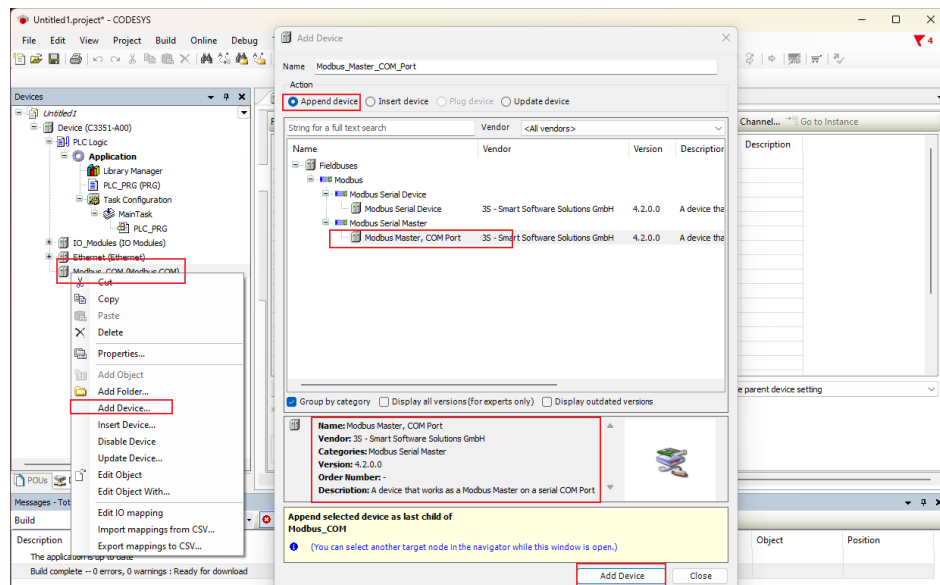 Untitled1.project* - CODESYS
File Edit View Project Build Online Debug
4
Devices
Untitled1
Device (C3351-A00)
PLC Logic
Application
Library Manager
PLC_PRG (PRG)
Task Configuration
MainTask
PLC_PRG
IO_Modules (IO Modules)
Ethernet (Ethernet)
Modbus_COM (Modbus COM)
Cut
Copy
Paste
Delete
Properties...
Add Object
Add Folder...
Add Device...
Insert Device...
Disable Device
Update Device...
Edit Object
Edit Object With...
Edit IO mapping
Import mappings from CSV...
Export mappings to CSV...
POUs
Messages - Tot
Build
Description
The application is up to date
Build complete -- 0 errors, 0 warnings : Ready for download
Add Device
Name Modbus_Master_COM_Port
Action
Append device Insert device Plug device Update device
String for a full text search Vendor <All vendors>
Name Vendor Version Description
Fieldbuses
Modbus
Modbus Serial Device
Modbus Serial Device 3S - Smart Software Solutions GmbH 4.2.0.0 A device tha
Modbus Serial Master
Modbus Master, COM Port 3S - Smart Software Solutions GmbH 4.2.0.0 A device tha
Group by category Display all versions (for experts only) Display outdated versions
Name: Modbus Master, COM Port
Vendor: 3S - Smart Software Solutions GmbH
Categories: Modbus Serial Master
Version: 4.2.0.0
Order Number: -
Description: A device that works as a Modbus Master on a serial COM Port
Append selected device as last child of
Modbus_COM
(You can select another target node in the navigator while this window is open.)
Add Device Close
Channel... Go to Instance
Description
e parent device setting
Object Position